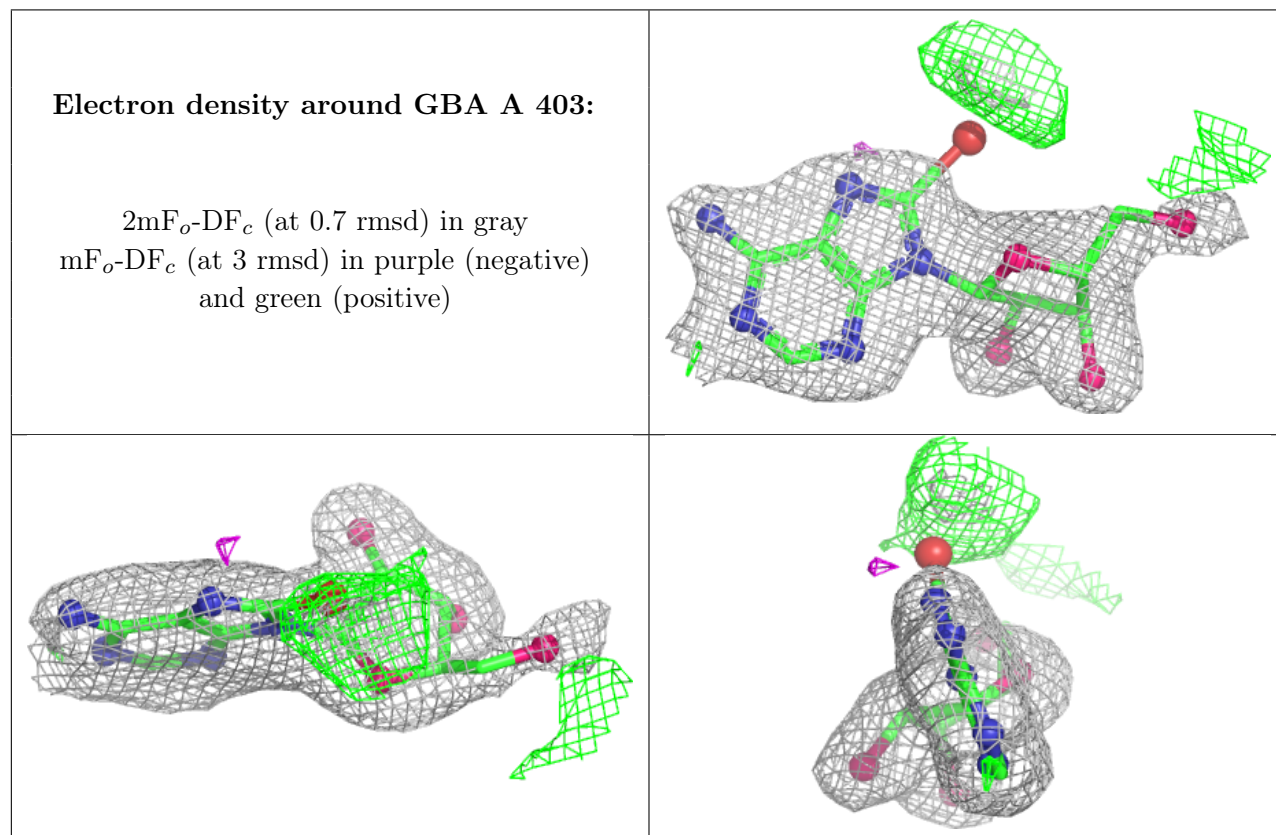 Electron density around GBA A 403:
2mFo-DFc (at 0.7 rmsd) in gray
mFo-DFc (at 3 rmsd) in purple (negative)
and green (positive)